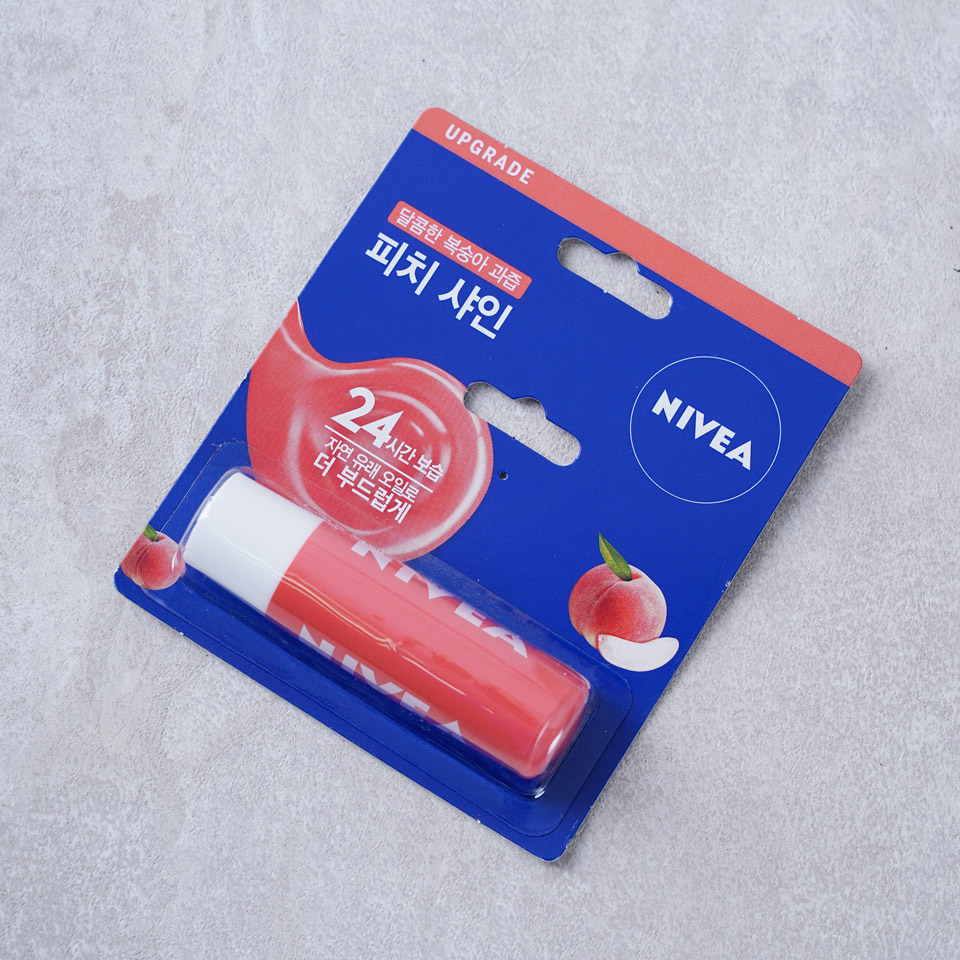 UPGRADE
달콤한 복숭아 과즙
피치 샤인
NIVEA
24시간 보습
자연 유래 오일로
더 부드럽게
NIVEA
NIVEA